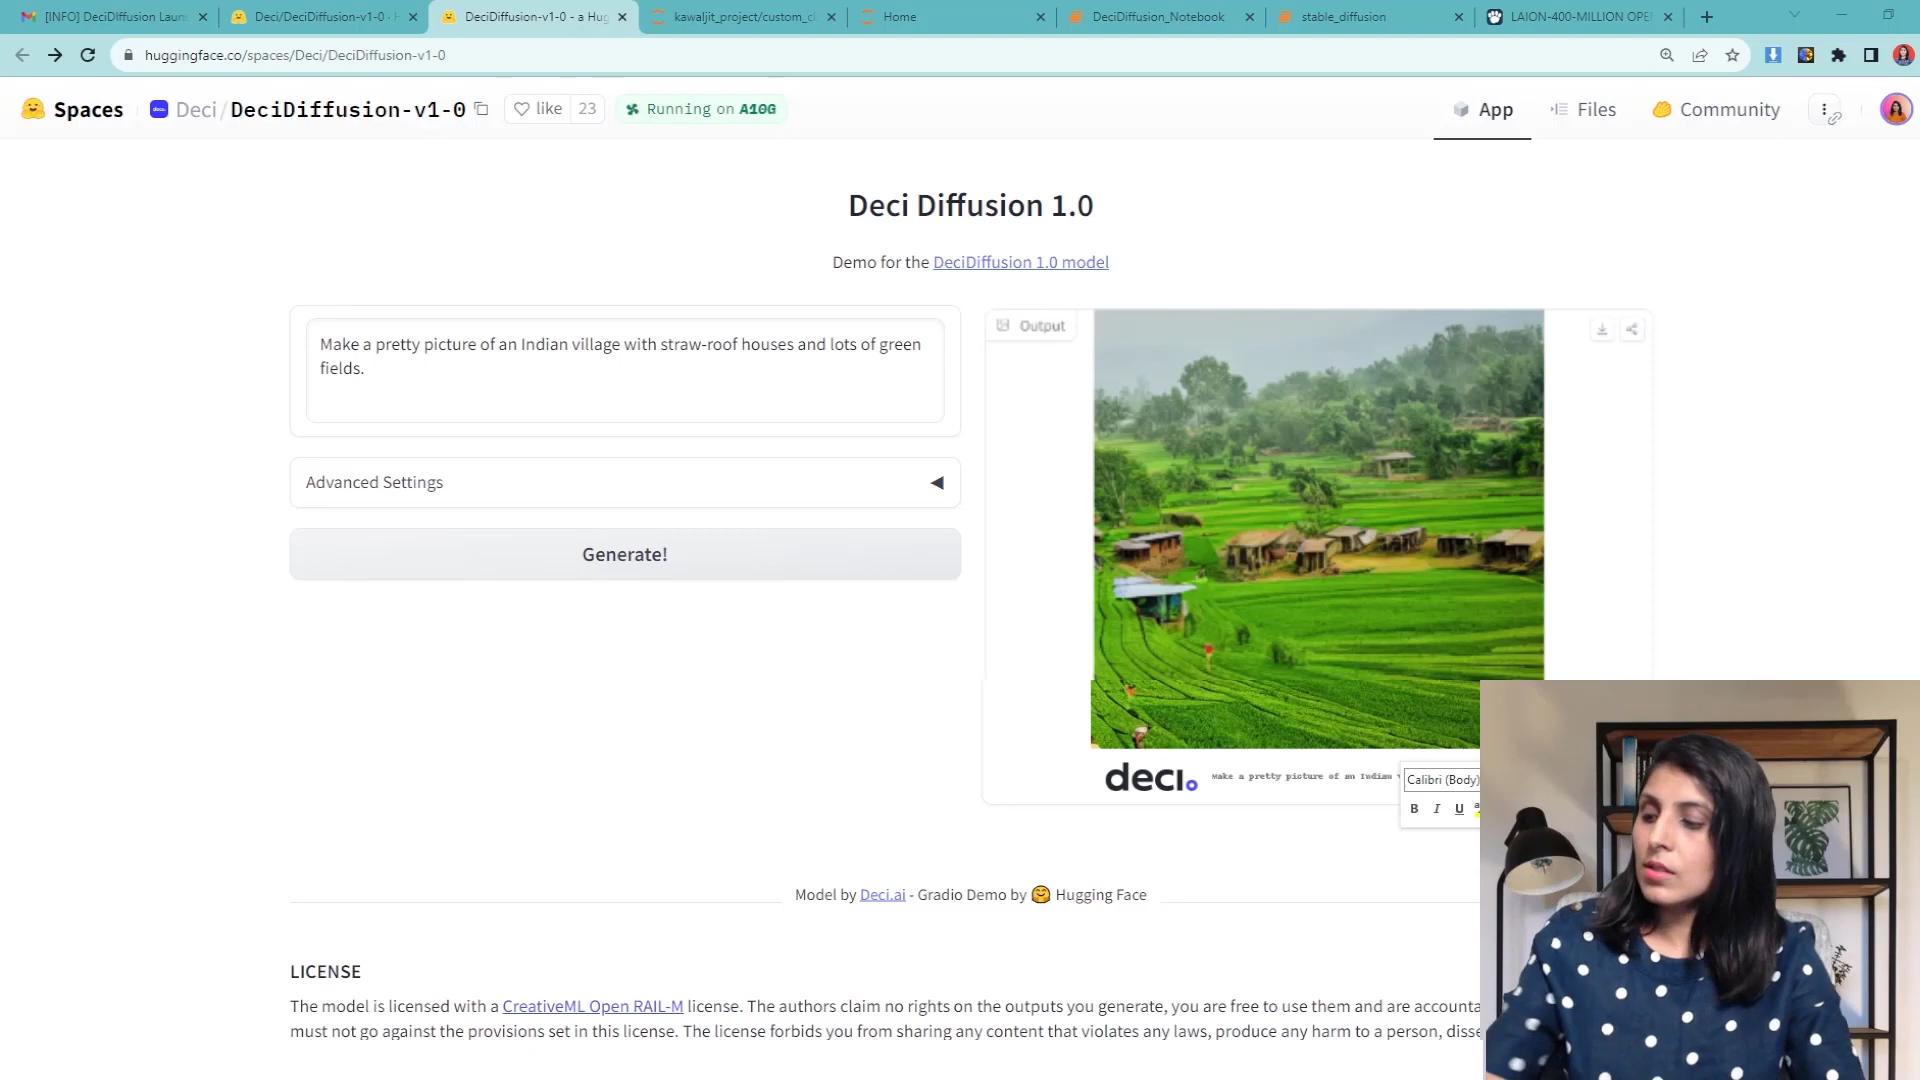 [INFO] DeciDIffusion Laun
Deci/DeciDiffusion-v1-0 · H
DeciDiffusion-v1-0 - a Hug
kawaljit_project/custom_cl
Home
DeciDiffusion_Notebook
stable_diffusion
LAION-400-MILLION OPE
huggingface.co/spaces/Deci/DeciDiffusion-v1-0
Spaces
Deci/DeciDiffusion-v1-0
like 23
Running on A10G
App
Files
Community
Deci Diffusion 1.0
Demo for the DeciDiffusion 1.0 model
Make a pretty picture of an Indian village with straw-roof houses and lots of green
fields.
Output
Advanced Settings
Generate!
deci.
Make a pretty picture of an Indian
Calibri (Body)
B I U
Model by Deci.ai - Gradio Demo by 🤗 Hugging Face
LICENSE
The model is licensed with a CreativeML Open RAIL-M license. The authors claim no rights on the outputs you generate, you are free to use them and are accounta
must not go against the provisions set in this license. The license forbids you from sharing any content that violates any laws, produce any harm to a person, disse